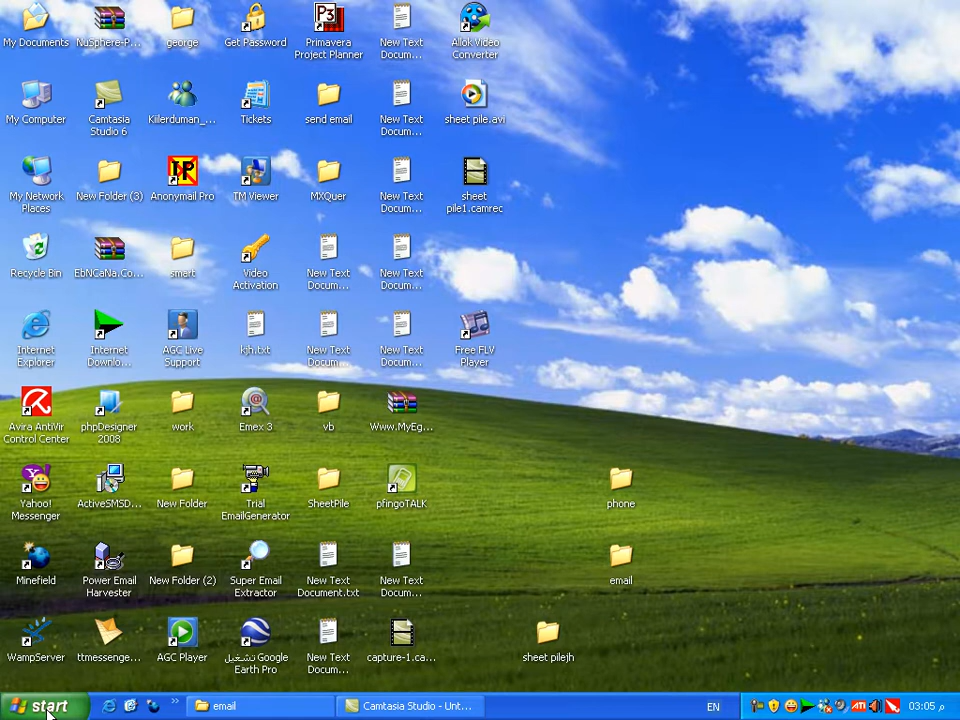 My Documents
NuSphere-P...
george
Get Password
Primavera
Project Planner
New Text
Docum...
Allok Video
Converter
My Computer
Camtasia
Studio 6
Kiilerduman_...
Tickets
send email
New Text
Docum...
sheet pile.avi
My Network
Places
New Folder (3)
Anonymail Pro
TM Viewer
MXQuer
New Text
Docum...
sheet
pile1.camrec
Recycle Bin
EbNCaNa.Co...
smart
Video
Activation
New Text
Docum...
New Text
Docum...
Internet
Explorer
Internet
Downlo...
AGC Live
Support
kjh.txt
New Text
Docum...
New Text
Docum...
Free FLV
Player
Avira AntiVir
Control Center
phpDesigner
2008
work
Emex 3
vb
Www.MyEg...
Yahoo!
Messenger
ActiveSMSD...
New Folder
Trial
EmailGenerator
SheetPile
pfingoTALK
phone
Minefield
Power Email
Harvester
New Folder (2)
Super Email
Extractor
New Text
Document.txt
New Text
Docum...
email
WampServer
ttmessenge...
AGC Player
تشغيل Google
Earth Pro
New Text
Docum...
capture-1.ca...
sheet pilejh
start
email
Camtasia Studio - Unt...
EN
ATI
03:05 م